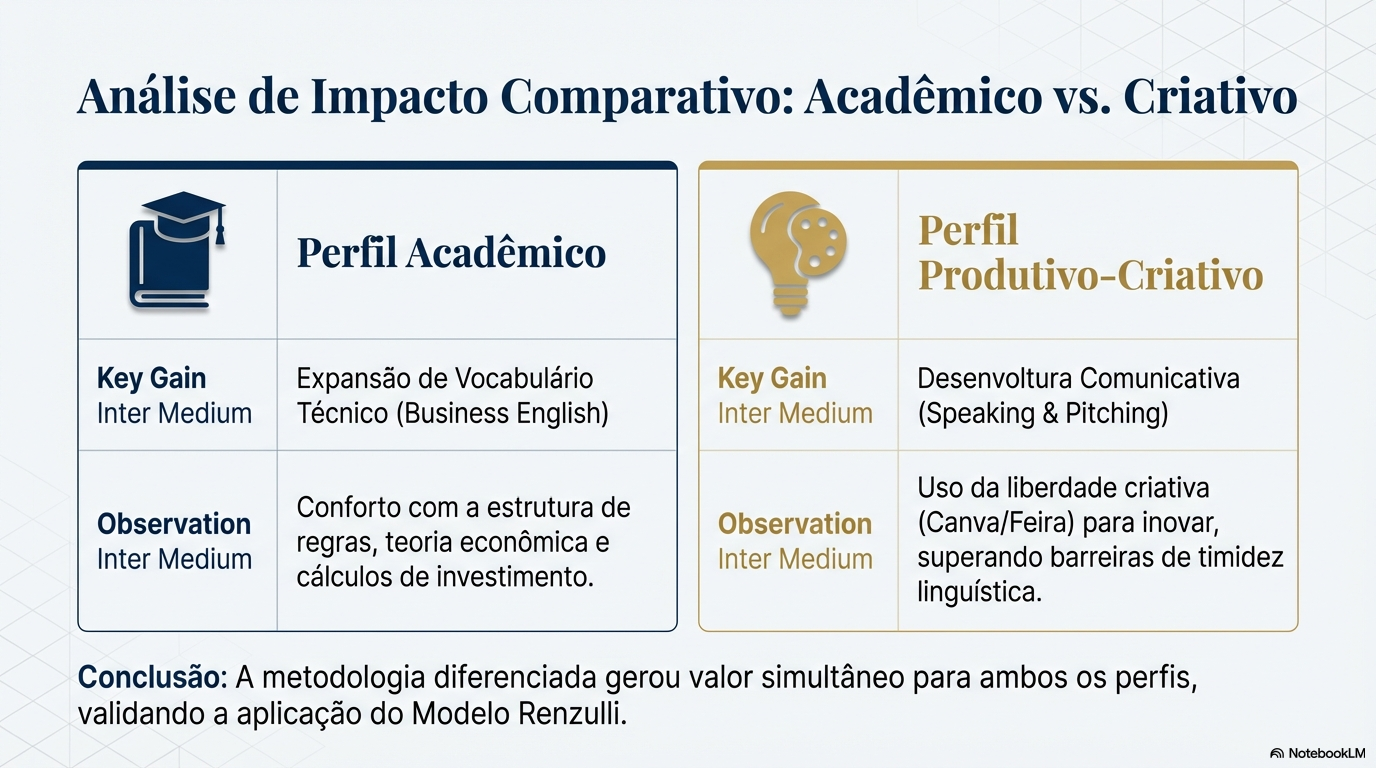 Análise de Impacto Comparativo: Acadêmico vs. Criativo
Perfil Acadêmico
Key Gain
Inter Medium
Expansão de Vocabulário
Técnico (Business English)
Observation
Inter Medium
Conforto com a estrutura de
regras, teoria econômica e
cálculos de investimento.
Perfil
Produtivo-Criativo
Key Gain
Inter Medium
Desenvoltura Comunicativa
(Speaking & Pitching)
Observation
Inter Medium
Uso da liberdade criativa
(Canva/Feira) para inovar,
superando barreiras de timidez
linguística.
Conclusão: A metodologia diferenciada gerou valor simultâneo para ambos os perfis,
validando a aplicação do Modelo Renzulli.
NotebookLM